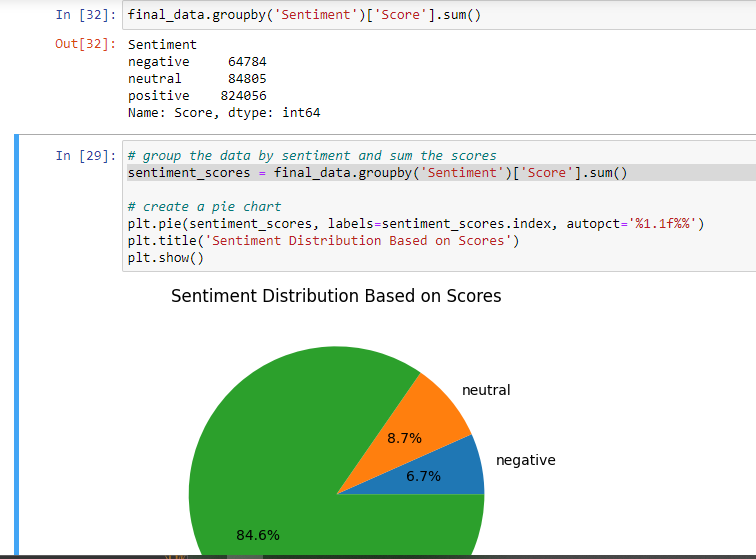 In [32]: final_data.groupby('Sentiment')['Score'].sum()
Out[32]: Sentiment
negative     64784
neutral      84805
positive    824056
Name: Score, dtype: int64
In [29]: # group the data by sentiment and sum the scores
sentiment_scores = final_data.groupby('Sentiment')['Score'].sum()
# create a pie chart
plt.pie(sentiment_scores, labels=sentiment_scores.index, autopct='%1.1f%%')
plt.title('Sentiment Distribution Based on Scores')
plt.show()
Sentiment Distribution Based on Scores
neutral
8.7%
negative
6.7%
84.6%